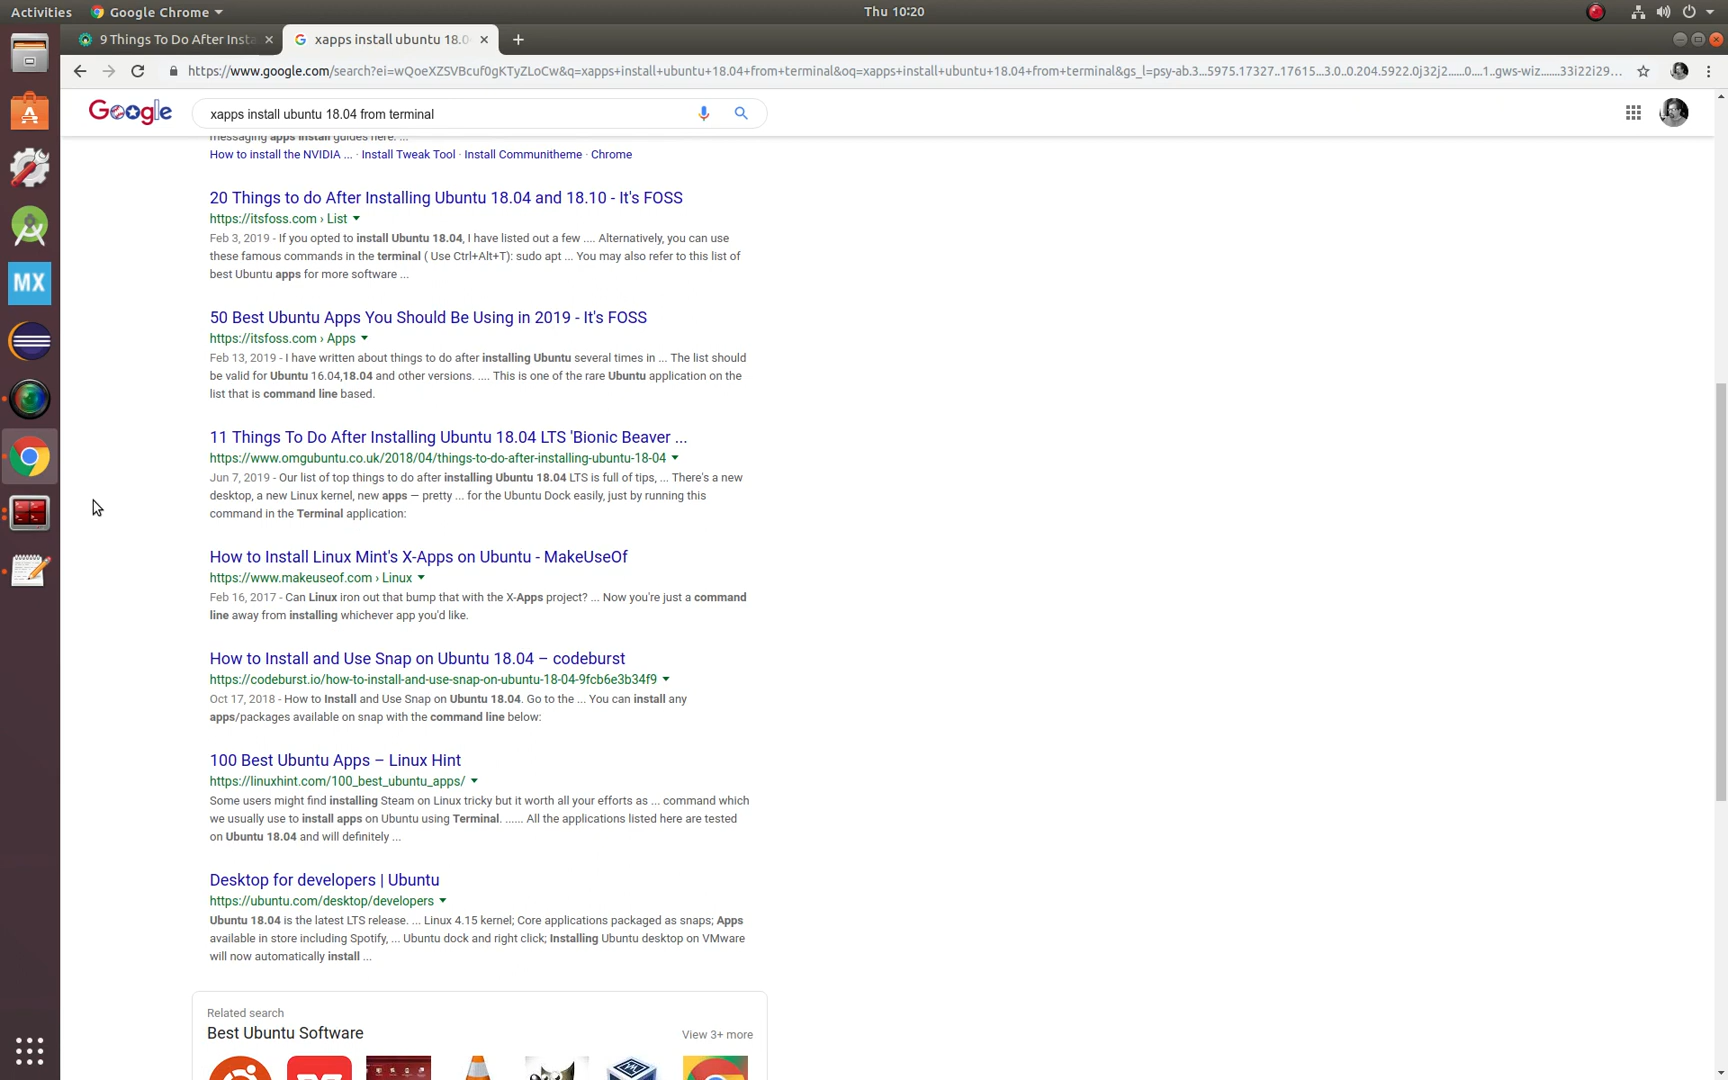 Activities Google Chrome Thu 10:20
9 Things To Do After Insta xapps install ubuntu 18.0
https://www.google.com/search?ei=wQoeXZSVBcuf0gKTyZLoCw&q=xapps+install+ubuntu+18.04+from+terminal&oq=xapps+install+ubuntu+18.04+from+terminal&gs_l=psy-ab.3...5975.17327..17615...3.0..0.204.5922.0j32j2......0....1..gws-wiz.......33i22i29...
Google xapps install ubuntu 18.04 from terminal
messaging apps install guides here. ...
How to install the NVIDIA ... · Install Tweak Tool · Install Communitheme · Chrome
20 Things to do After Installing Ubuntu 18.04 and 18.10 - It's FOSS
https://itsfoss.com › List
Feb 3, 2019 - If you opted to install Ubuntu 18.04, I have listed out a few .... Alternatively, you can use
these famous commands in the terminal ( Use Ctrl+Alt+T): sudo apt ... You may also refer to this list of
best Ubuntu apps for more software ...
50 Best Ubuntu Apps You Should Be Using in 2019 - It's FOSS
https://itsfoss.com › Apps
Feb 13, 2019 - I have written about things to do after installing Ubuntu several times in ... The list should
be valid for Ubuntu 16.04,18.04 and other versions. .... This is one of the rare Ubuntu application on the
list that is command line based.
11 Things To Do After Installing Ubuntu 18.04 LTS 'Bionic Beaver ...
https://www.omgubuntu.co.uk/2018/04/things-to-do-after-installing-ubuntu-18-04
Jun 7, 2019 - Our list of top things to do after installing Ubuntu 18.04 LTS is full of tips, ... There's a new
desktop, a new Linux kernel, new apps — pretty ... for the Ubuntu Dock easily, just by running this
command in the Terminal application:
MX
How to Install Linux Mint's X-Apps on Ubuntu - MakeUseOf
https://www.makeuseof.com › Linux
Feb 16, 2017 - Can Linux iron out that bump that with the X-Apps project? ... Now you're just a command
line away from installing whichever app you'd like.
How to Install and Use Snap on Ubuntu 18.04 – codeburst
https://codeburst.io/how-to-install-and-use-snap-on-ubuntu-18-04-9fcb6e3b34f9
Oct 17, 2018 - How to Install and Use Snap on Ubuntu 18.04. Go to the ... You can install any
apps/packages available on snap with the command line below:
100 Best Ubuntu Apps – Linux Hint
https://linuxhint.com/100_best_ubuntu_apps/
Some users might find installing Steam on Linux tricky but it worth all your efforts as ... command which
we usually use to install apps on Ubuntu using Terminal. ...... All the applications listed here are tested
on Ubuntu 18.04 and will definitely ...
Desktop for developers | Ubuntu
https://ubuntu.com/desktop/developers
Ubuntu 18.04 is the latest LTS release. ... Linux 4.15 kernel; Core applications packaged as snaps; Apps
available in store including Spotify, ... Ubuntu dock and right click; Installing Ubuntu desktop on VMware
will now automatically install ...
Related search
Best Ubuntu Software View 3+ more